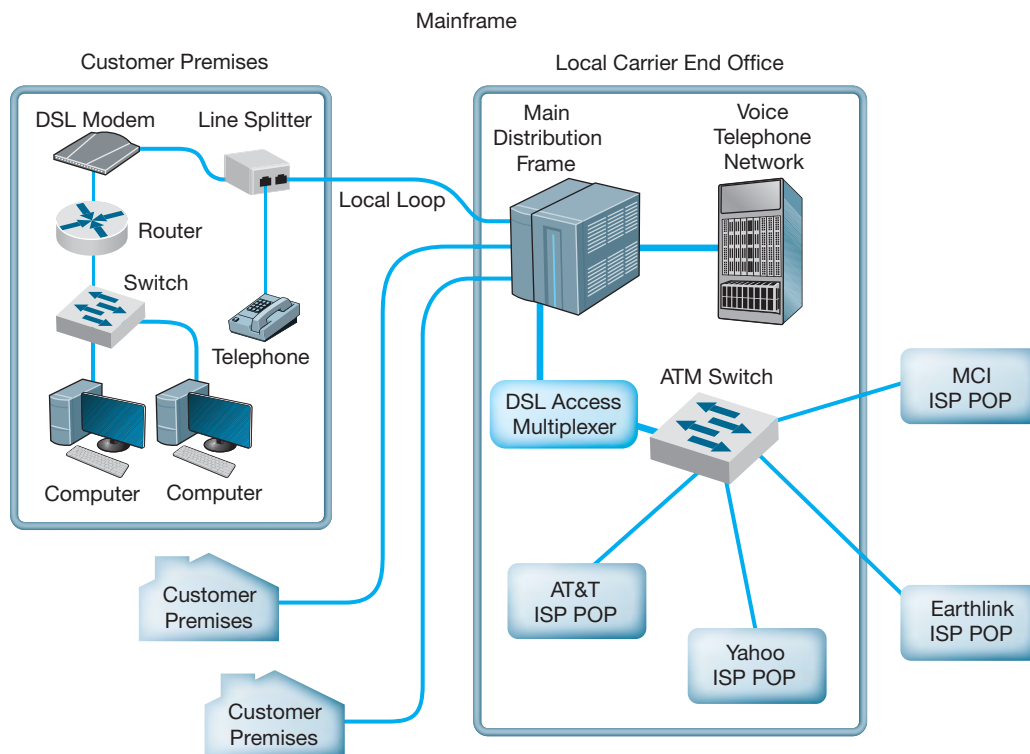 Mainframe
Customer Premises
Local Carrier End Office
DSL Modem
Line Splitter
Main
Distribution
Frame
Voice
Telephone
Network
Local Loop
Router
Switch
Telephone
Computer
Computer
DSL Access
Multiplexer
ATM Switch
MCI
ISP POP
AT&T
ISP POP
Yahoo
ISP POP
Earthlink
ISP POP
Customer
Premises
Customer
Premises